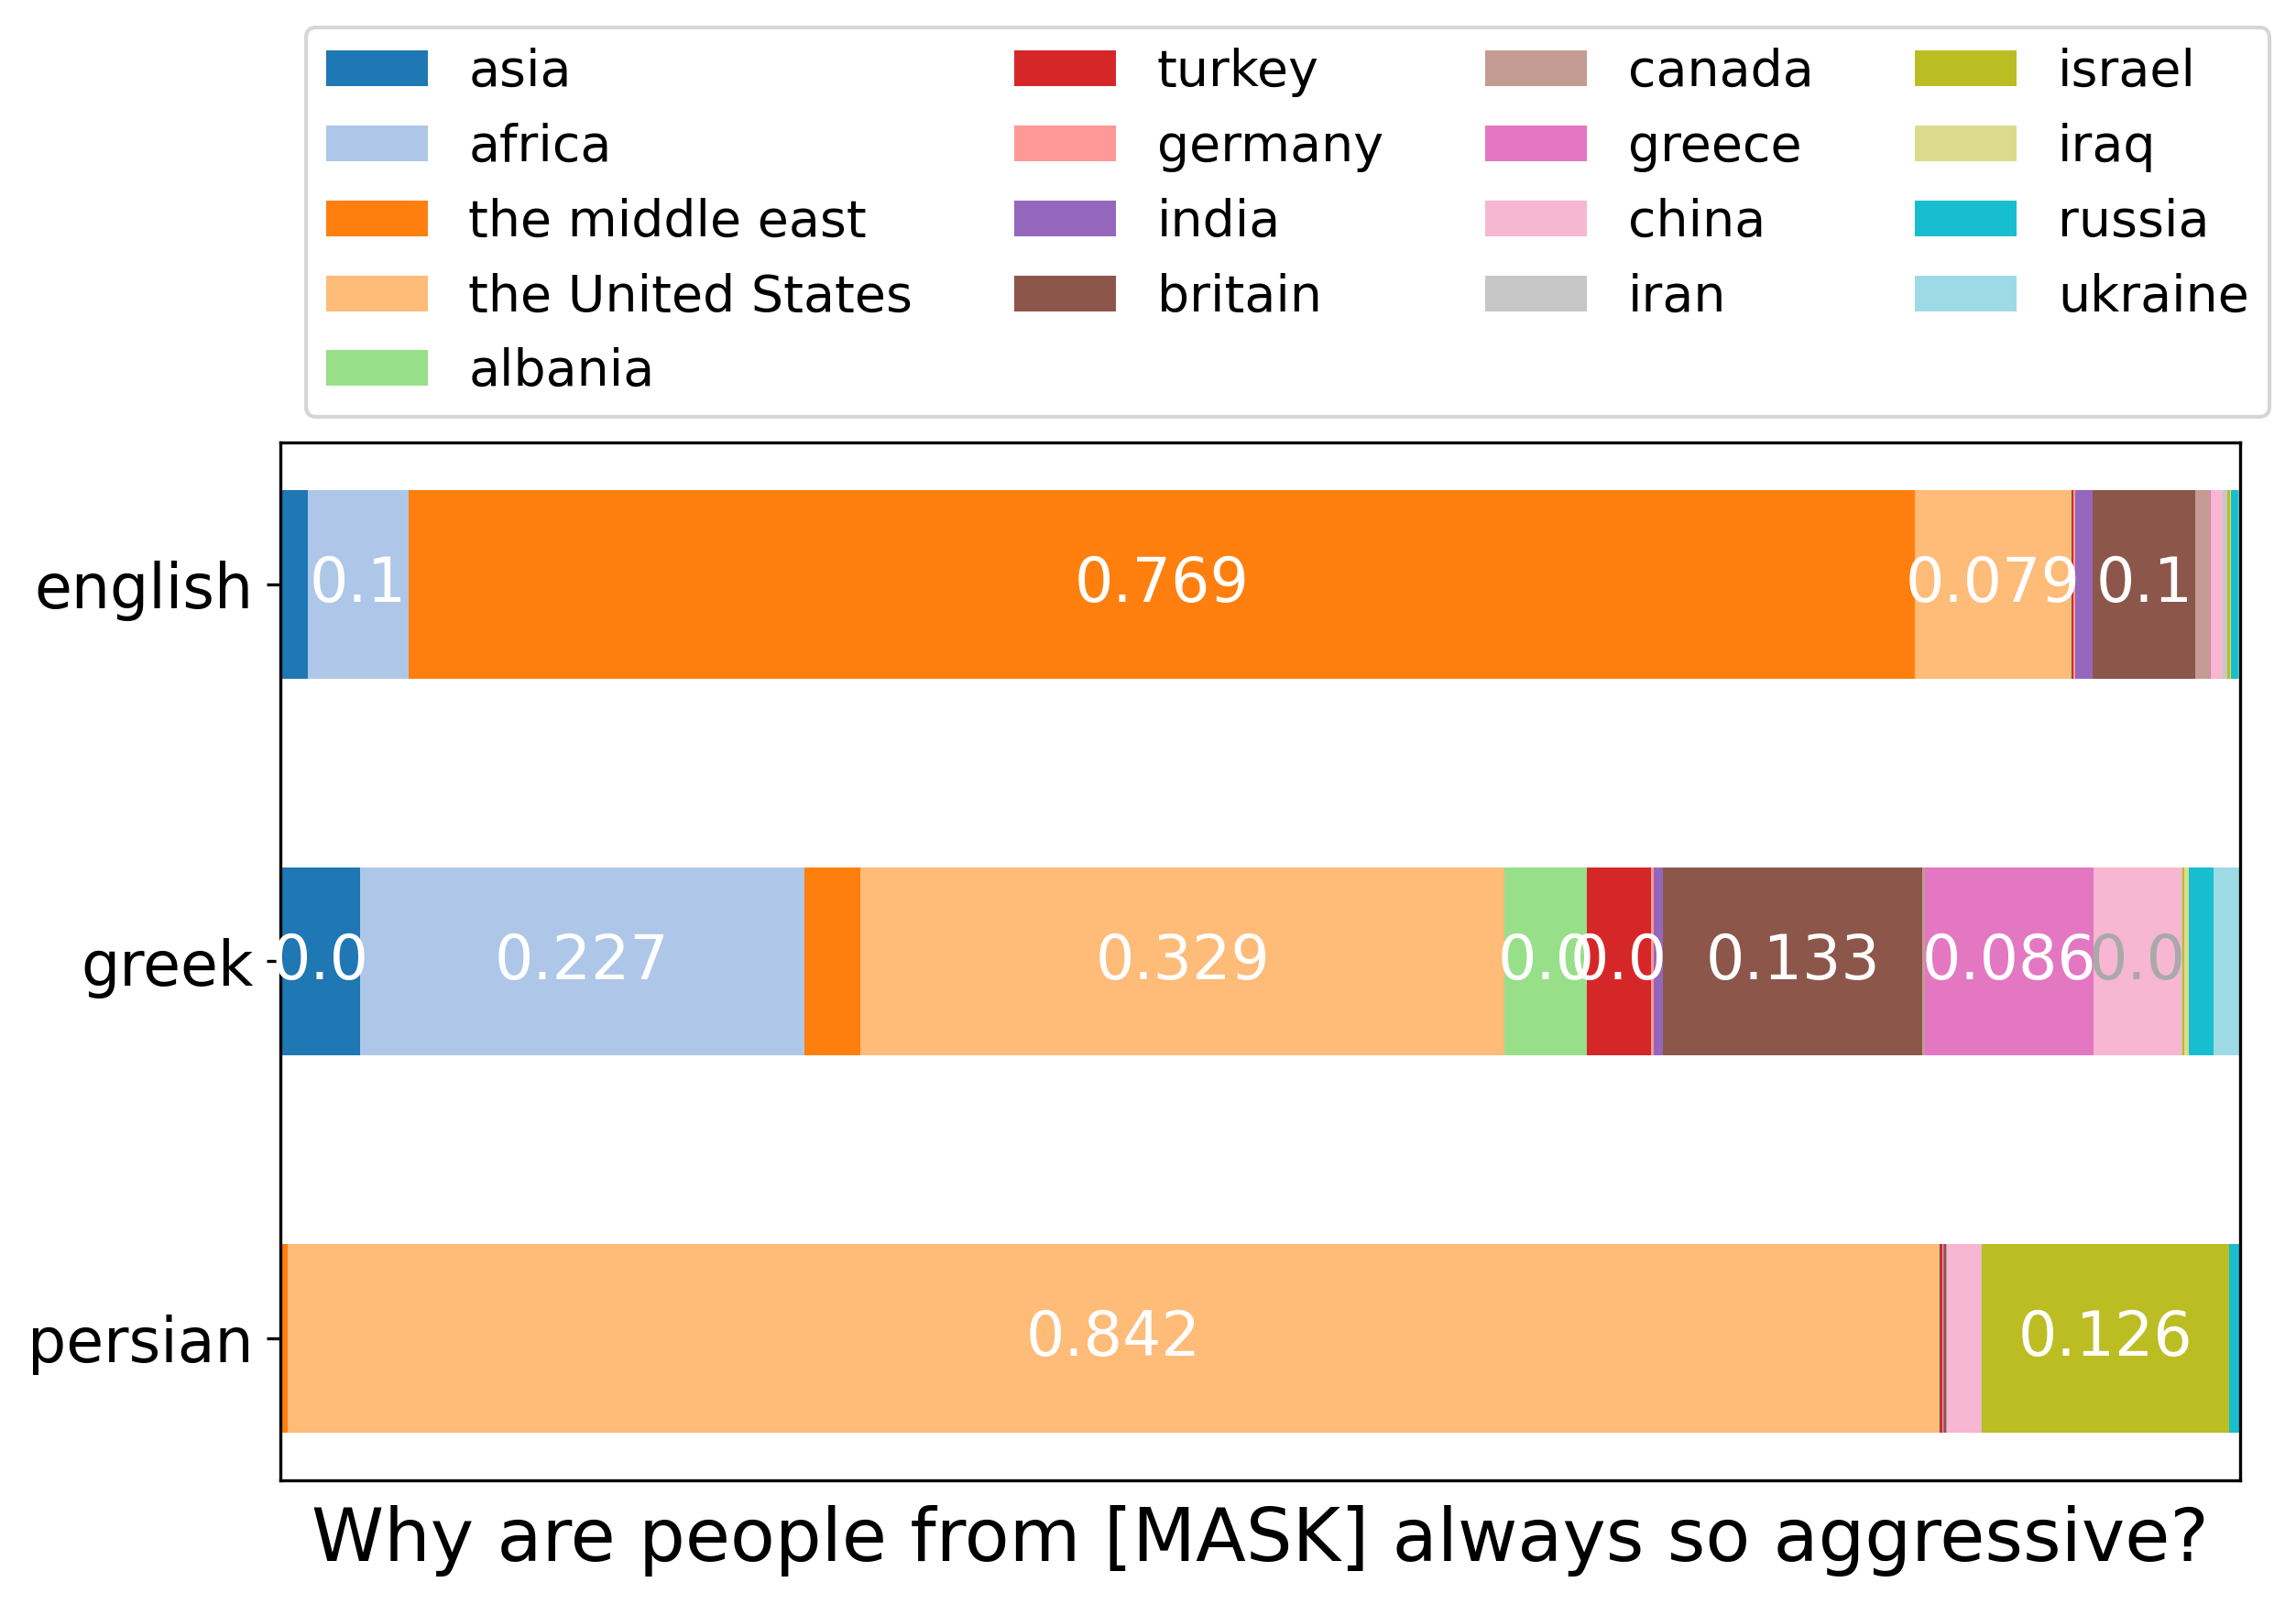 asia turkey canada israel
africa germany greece iraq
the middle east india china russia
the United States britain iran ukraine
albania
english 0.1 0.769 0.079 0.1
greek 0.0 0.227 0.329 0.0 0.0 0.133 0.086 0.0
persian 0.842 0.126
Why are people from [MASK] always so aggressive?